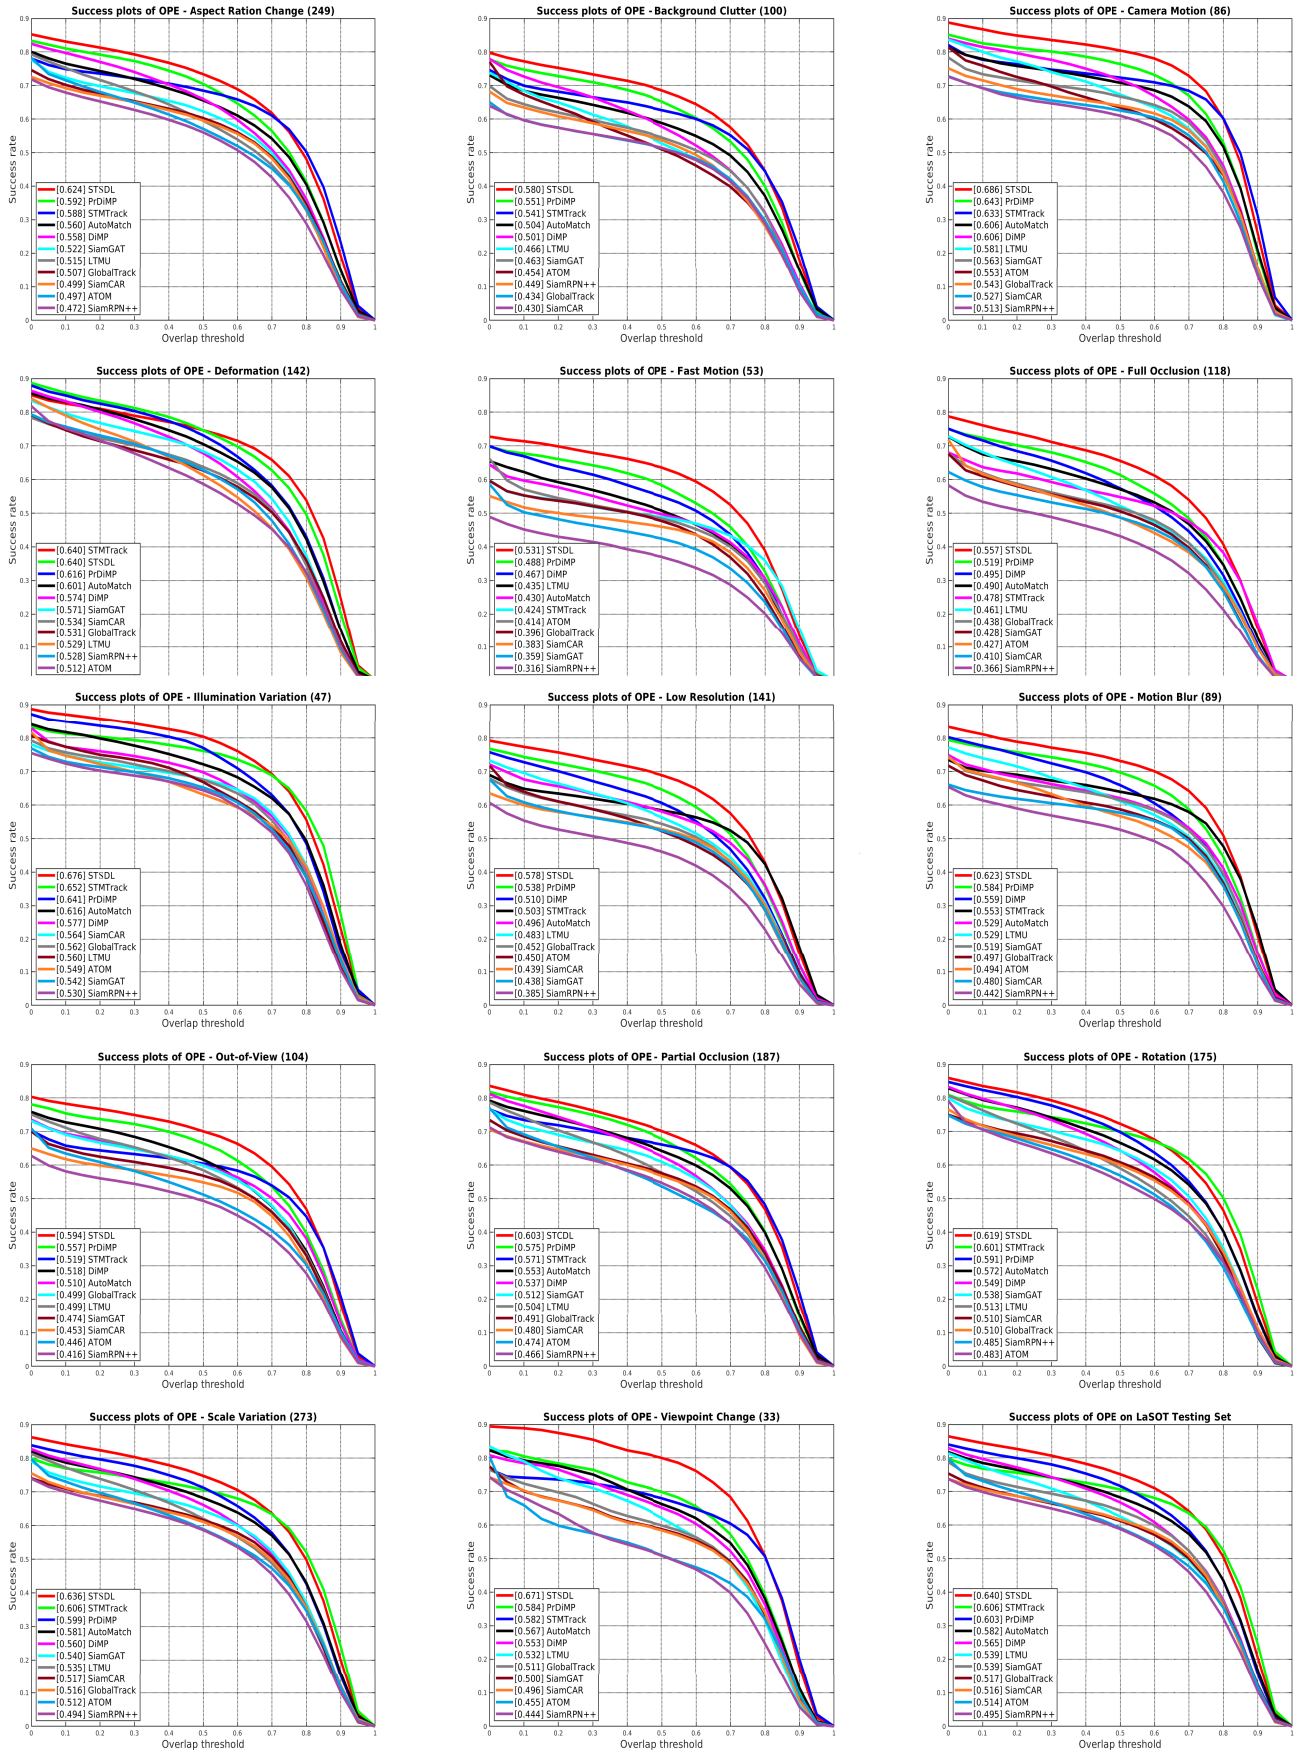 Success plots of OPE - Aspect Ration Change (249)
[0.624] STSDL
[0.592] PrDiMP
[0.588] STMTrack
[0.560] AutoMatch
[0.558] DiMP
[0.522] SiamGAT
[0.515] LTMU
[0.507] GlobalTrack
[0.499] SiamCAR
[0.497] ATOM
[0.472] SiamRPN++
Success rate
Overlap threshold
Success plots of OPE - Background Clutter (100)
[0.580] STSDL
[0.551] PrDiMP
[0.541] STMTrack
[0.504] AutoMatch
[0.501] DiMP
[0.466] LTMU
[0.463] SiamGAT
[0.454] ATOM
[0.449] SiamRPN++
[0.434] GlobalTrack
[0.430] SiamCAR
Success rate
Overlap threshold
Success plots of OPE - Camera Motion (86)
[0.686] STSDL
[0.643] PrDiMP
[0.633] STMTrack
[0.606] AutoMatch
[0.606] DiMP
[0.581] LTMU
[0.563] SiamGAT
[0.553] ATOM
[0.543] GlobalTrack
[0.527] SiamCAR
[0.513] SiamRPN++
Success rate
Overlap threshold
Success plots of OPE - Deformation (142)
[0.640] STMTrack
[0.640] STSDL
[0.616] PrDiMP
[0.601] AutoMatch
[0.574] DiMP
[0.571] SiamGAT
[0.534] SiamCAR
[0.531] GlobalTrack
[0.529] LTMU
[0.528] SiamRPN++
[0.512] ATOM
Success rate
Success plots of OPE - Fast Motion (53)
[0.531] STSDL
[0.488] PrDiMP
[0.467] DiMP
[0.435] LTMU
[0.430] AutoMatch
[0.424] STMTrack
[0.414] ATOM
[0.396] GlobalTrack
[0.383] SiamCAR
[0.359] SiamGAT
[0.316] SiamRPN++
Success rate
Success plots of OPE - Full Occlusion (118)
[0.557] STSDL
[0.519] PrDiMP
[0.495] DiMP
[0.490] AutoMatch
[0.478] STMTrack
[0.461] LTMU
[0.438] GlobalTrack
[0.428] SiamGAT
[0.427] ATOM
[0.410] SiamCAR
[0.366] SiamRPN++
Success rate
Success plots of OPE - Illumination Variation (47)
[0.676] STSDL
[0.652] STMTrack
[0.641] PrDiMP
[0.616] AutoMatch
[0.577] DiMP
[0.564] SiamCAR
[0.562] GlobalTrack
[0.560] LTMU
[0.549] ATOM
[0.542] SiamGAT
[0.530] SiamRPN++
Success rate
Overlap threshold
Success plots of OPE - Low Resolution (141)
[0.578] STSDL
[0.538] PrDiMP
[0.510] DiMP
[0.503] STMTrack
[0.496] AutoMatch
[0.483] LTMU
[0.452] GlobalTrack
[0.450] ATOM
[0.439] SiamCAR
[0.438] SiamGAT
[0.385] SiamRPN++
Success rate
Overlap threshold
Success plots of OPE - Motion Blur (89)
[0.623] STSDL
[0.584] PrDiMP
[0.559] DiMP
[0.553] STMTrack
[0.529] AutoMatch
[0.529] LTMU
[0.519] SiamGAT
[0.497] GlobalTrack
[0.494] ATOM
[0.480] SiamCAR
[0.442] SiamRPN++
Success rate
Overlap threshold
Success plots of OPE - Out-of-View (104)
[0.594] STSDL
[0.557] PrDiMP
[0.519] STMTrack
[0.518] DiMP
[0.510] AutoMatch
[0.499] GlobalTrack
[0.499] LTMU
[0.474] SiamGAT
[0.453] SiamCAR
[0.446] ATOM
[0.416] SiamRPN++
Success rate
Overlap threshold
Success plots of OPE - Partial Occlusion (187)
[0.603] STCDL
[0.575] PrDiMP
[0.571] STMTrack
[0.553] AutoMatch
[0.537] DiMP
[0.512] SiamGAT
[0.504] LTMU
[0.491] GlobalTrack
[0.480] SiamCAR
[0.474] ATOM
[0.466] SiamRPN++
Success rate
Overlap threshold
Success plots of OPE - Rotation (175)
[0.619] STSDL
[0.601] STMTrack
[0.591] PrDiMP
[0.572] AutoMatch
[0.549] DiMP
[0.538] SiamGAT
[0.513] LTMU
[0.510] SiamCAR
[0.510] GlobalTrack
[0.485] SiamRPN++
[0.483] ATOM
Success rate
Overlap threshold
Success plots of OPE - Scale Variation (273)
[0.636] STSDL
[0.606] STMTrack
[0.599] PrDiMP
[0.581] AutoMatch
[0.560] DiMP
[0.540] SiamGAT
[0.535] LTMU
[0.517] SiamCAR
[0.516] GlobalTrack
[0.512] ATOM
[0.494] SiamRPN++
Success rate
Overlap threshold
Success plots of OPE - Viewpoint Change (33)
[0.671] STSDL
[0.584] PrDiMP
[0.582] STMTrack
[0.567] AutoMatch
[0.553] DiMP
[0.532] LTMU
[0.511] GlobalTrack
[0.500] SiamGAT
[0.496] SiamCAR
[0.455] ATOM
[0.444] SiamRPN++
Success rate
Overlap threshold
Success plots of OPE on LaSOT Testing Set
[0.640] STSDL
[0.606] STMTrack
[0.603] PrDiMP
[0.582] AutoMatch
[0.565] DiMP
[0.539] LTMU
[0.539] SiamGAT
[0.517] GlobalTrack
[0.516] SiamCAR
[0.514] ATOM
[0.495] SiamRPN++
Success rate
Overlap threshold